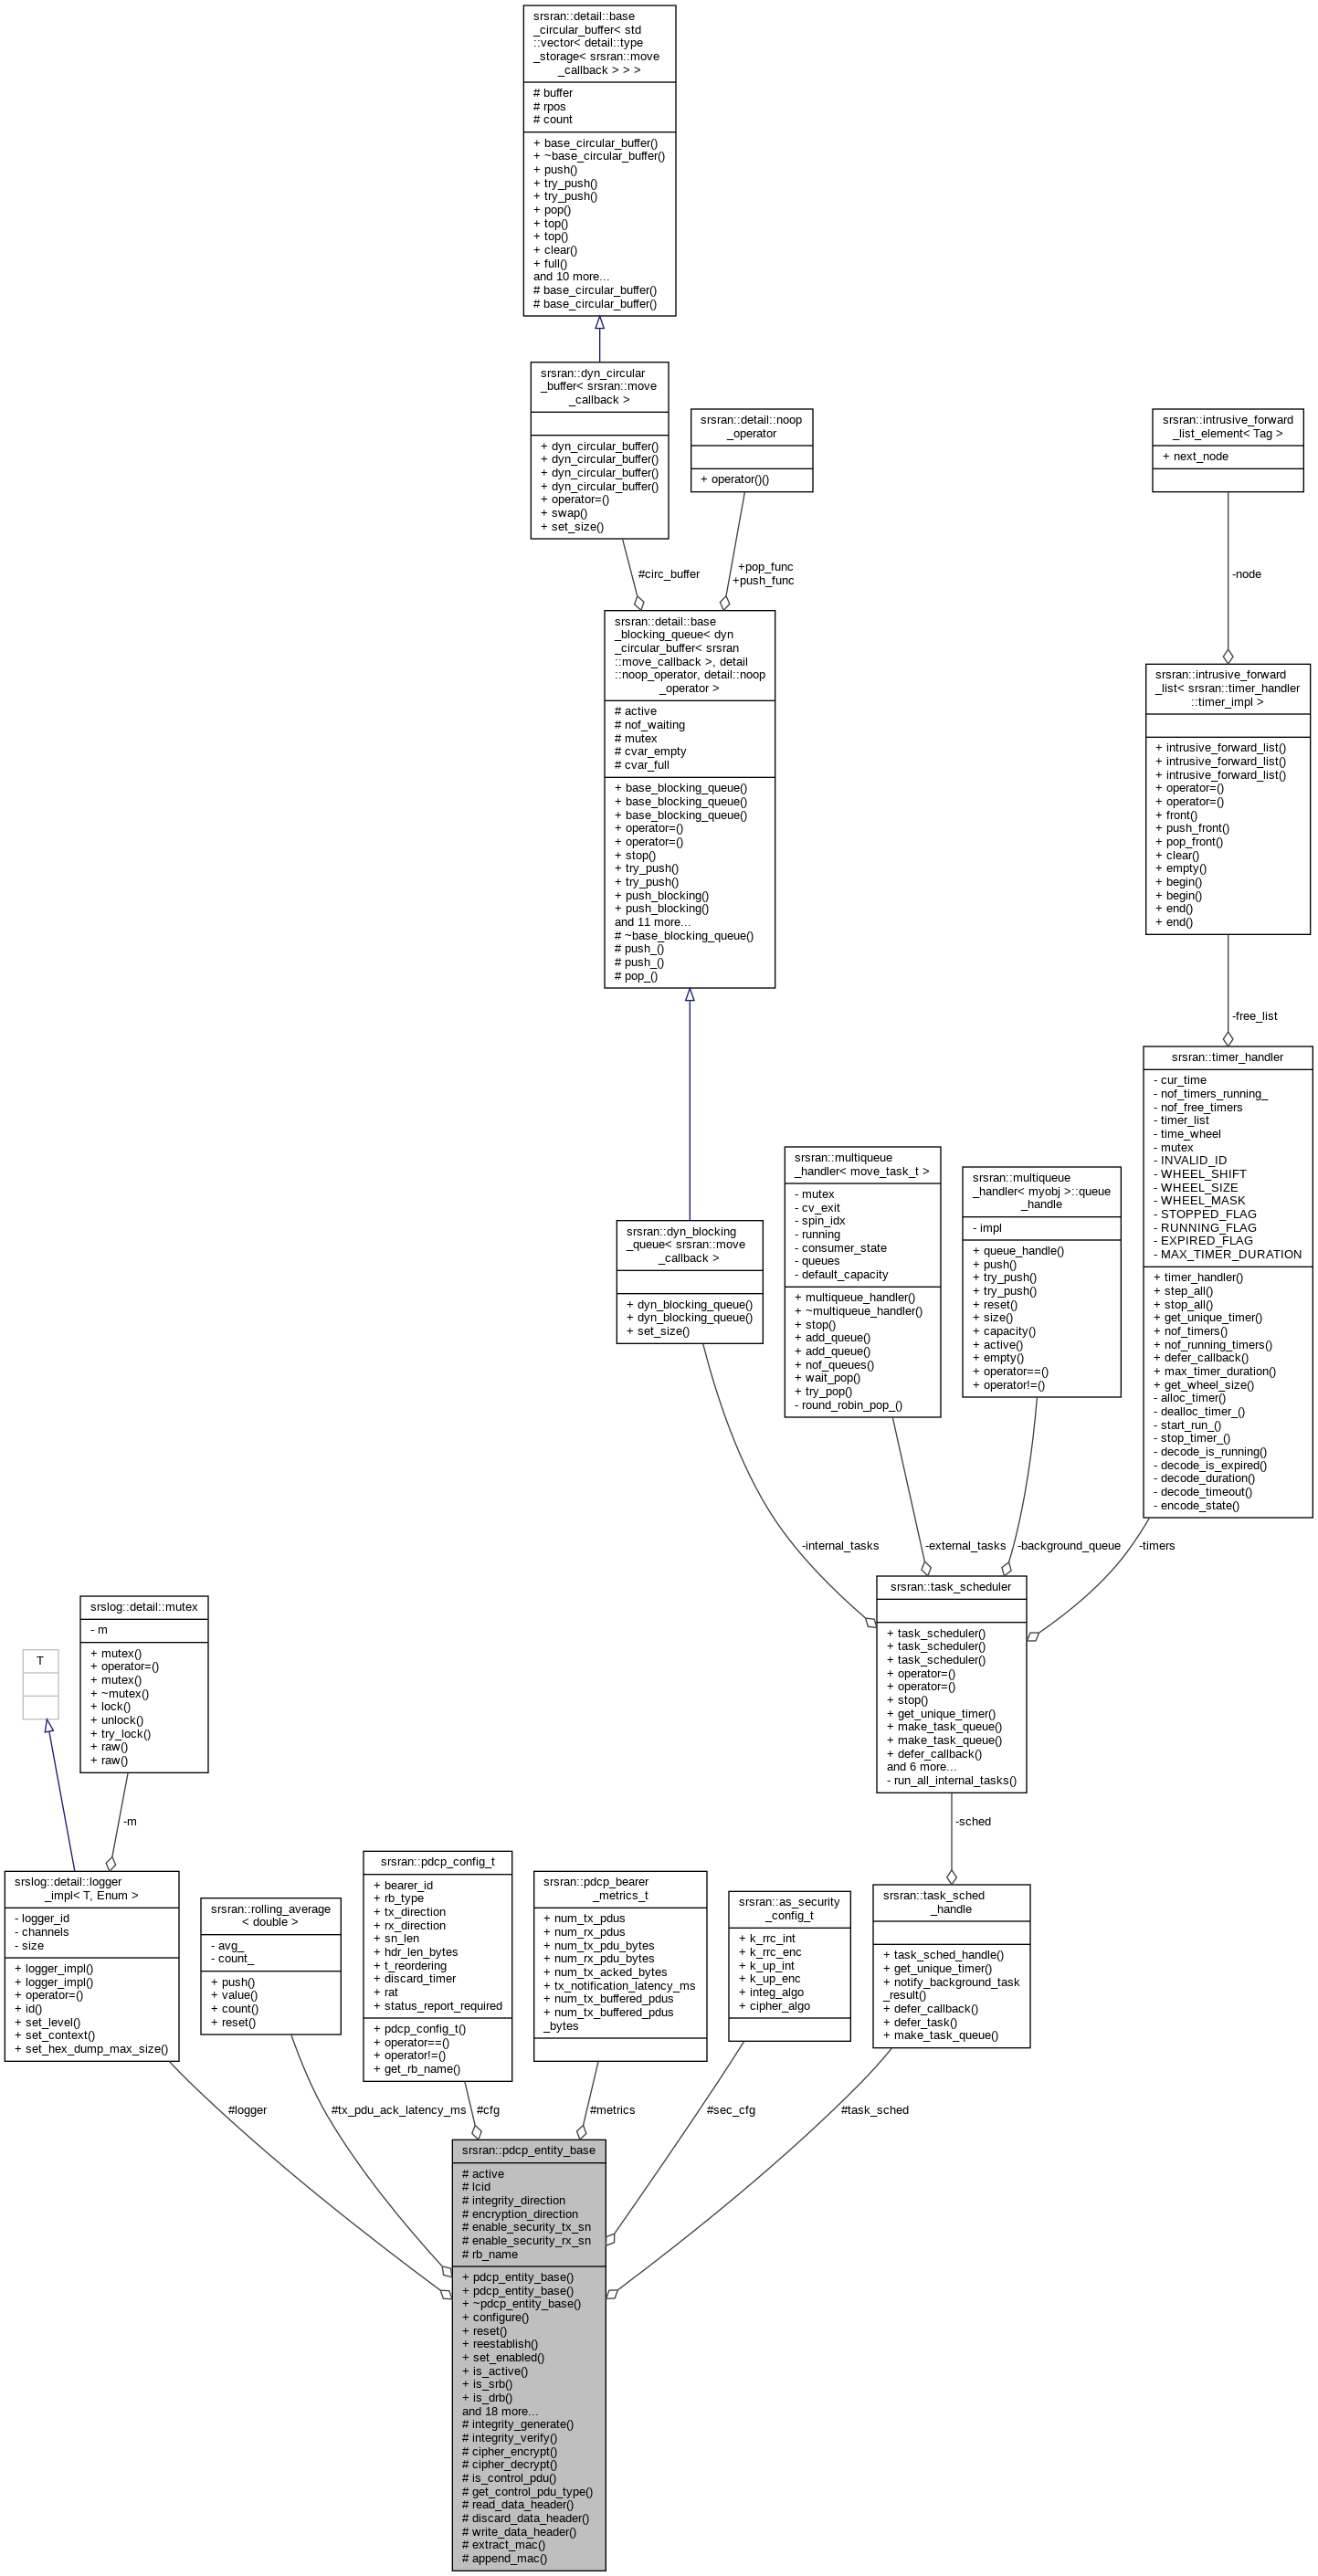 srsran::detail::base
_circular_buffer< std
::vector< detail::type
_storage< srsran::move
_callback > > >
# buffer
# rpos
# count
+ base_circular_buffer()
+ ~base_circular_buffer()
+ push()
+ try_push()
+ try_push()
+ pop()
+ top()
+ top()
+ clear()
+ full()
and 10 more...
# base_circular_buffer()
# base_circular_buffer()
srsran::dyn_circular
_buffer< srsran::move
_callback >
+ dyn_circular_buffer()
+ dyn_circular_buffer()
+ dyn_circular_buffer()
+ dyn_circular_buffer()
+ operator=()
+ swap()
+ set_size()
srsran::detail::noop
_operator
+ operator()()
srsran::intrusive_forward
_list_element< Tag >
+ next_node
#circ_buffer
+pop_func
+push_func
-node
srsran::detail::base
_blocking_queue< dyn
_circular_buffer< srsran
::move_callback >, detail
::noop_operator, detail::noop
_operator >
# active
# nof_waiting
# mutex
# cvar_empty
# cvar_full
+ base_blocking_queue()
+ base_blocking_queue()
+ base_blocking_queue()
+ operator=()
+ operator=()
+ stop()
+ try_push()
+ try_push()
+ push_blocking()
+ push_blocking()
and 11 more...
# ~base_blocking_queue()
# push_()
# push_()
# pop_()
srsran::intrusive_forward
_list< srsran::timer_handler
::timer_impl >
+ intrusive_forward_list()
+ intrusive_forward_list()
+ intrusive_forward_list()
+ operator=()
+ operator=()
+ front()
+ push_front()
+ pop_front()
+ clear()
+ empty()
+ begin()
+ begin()
+ end()
+ end()
-free_list
srsran::dyn_blocking
_queue< srsran::move
_callback >
+ dyn_blocking_queue()
+ dyn_blocking_queue()
+ set_size()
srsran::multiqueue
_handler< move_task_t >
- mutex
- cv_exit
- spin_idx
- running
- consumer_state
- queues
- default_capacity
+ multiqueue_handler()
+ ~multiqueue_handler()
+ stop()
+ add_queue()
+ add_queue()
+ nof_queues()
+ wait_pop()
+ try_pop()
- round_robin_pop_()
srsran::multiqueue
_handler< myobj >::queue
_handle
- impl
+ queue_handle()
+ push()
+ try_push()
+ try_push()
+ reset()
+ size()
+ capacity()
+ active()
+ empty()
+ operator==()
+ operator!=()
srsran::timer_handler
- cur_time
- nof_timers_running_
- nof_free_timers
- timer_list
- time_wheel
- mutex
- INVALID_ID
- WHEEL_SHIFT
- WHEEL_SIZE
- WHEEL_MASK
- STOPPED_FLAG
- RUNNING_FLAG
- EXPIRED_FLAG
- MAX_TIMER_DURATION
+ timer_handler()
+ step_all()
+ stop_all()
+ get_unique_timer()
+ nof_timers()
+ nof_running_timers()
+ defer_callback()
+ max_timer_duration()
+ get_wheel_size()
- alloc_timer()
- dealloc_timer_()
- start_run_()
- stop_timer_()
- decode_is_running()
- decode_is_expired()
- decode_duration()
- decode_timeout()
- encode_state()
-internal_tasks
-external_tasks
-background_queue
-timers
srsran::task_scheduler
+ task_scheduler()
+ task_scheduler()
+ task_scheduler()
+ operator=()
+ operator=()
+ stop()
+ get_unique_timer()
+ make_task_queue()
+ make_task_queue()
+ defer_callback()
and 6 more...
- run_all_internal_tasks()
T
srslog::detail::mutex
- m
+ mutex()
+ operator=()
+ mutex()
+ ~mutex()
+ lock()
+ unlock()
+ try_lock()
+ raw()
+ raw()
-m
-sched
srslog::detail::logger
_impl< T, Enum >
- logger_id
- channels
- size
+ logger_impl()
+ logger_impl()
+ operator=()
+ id()
+ set_level()
+ set_context()
+ set_hex_dump_max_size()
srsran::rolling_average
< double >
- avg_
- count_
+ push()
+ value()
+ count()
+ reset()
srsran::pdcp_config_t
+ bearer_id
+ rb_type
+ tx_direction
+ rx_direction
+ sn_len
+ hdr_len_bytes
+ t_reordering
+ discard_timer
+ rat
+ status_report_required
+ pdcp_config_t()
+ operator==()
+ operator!=()
+ get_rb_name()
srsran::pdcp_bearer
_metrics_t
+ num_tx_pdus
+ num_rx_pdus
+ num_tx_pdu_bytes
+ num_rx_pdu_bytes
+ num_tx_acked_bytes
+ tx_notification_latency_ms
+ num_tx_buffered_pdus
+ num_tx_buffered_pdus
_bytes
srsran::as_security
_config_t
+ k_rrc_int
+ k_rrc_enc
+ k_up_int
+ k_up_enc
+ integ_algo
+ cipher_algo
srsran::task_sched
_handle
+ task_sched_handle()
+ get_unique_timer()
+ notify_background_task
_result()
+ defer_callback()
+ defer_task()
+ make_task_queue()
#logger
#tx_pdu_ack_latency_ms
#cfg
#metrics
#sec_cfg
#task_sched
srsran::pdcp_entity_base
# active
# lcid
# integrity_direction
# encryption_direction
# enable_security_tx_sn
# enable_security_rx_sn
# rb_name
+ pdcp_entity_base()
+ pdcp_entity_base()
+ ~pdcp_entity_base()
+ configure()
+ reset()
+ reestablish()
+ set_enabled()
+ is_active()
+ is_srb()
+ is_drb()
and 18 more...
# integrity_generate()
# integrity_verify()
# cipher_encrypt()
# cipher_decrypt()
# is_control_pdu()
# get_control_pdu_type()
# read_data_header()
# discard_data_header()
# write_data_header()
# extract_mac()
# append_mac()